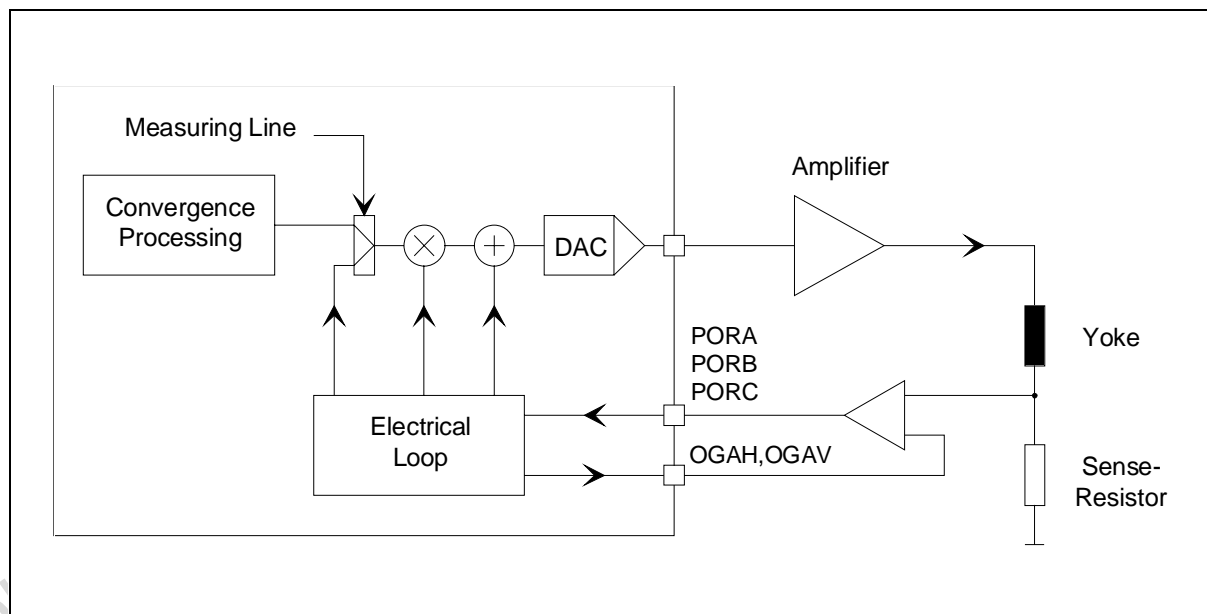 Measuring Line
Amplifier
Convergence
Processing
DAC
PORA
PORB
PORC
Yoke
Electrical
Loop
OGAH,OGAV
Sense-
Resistor